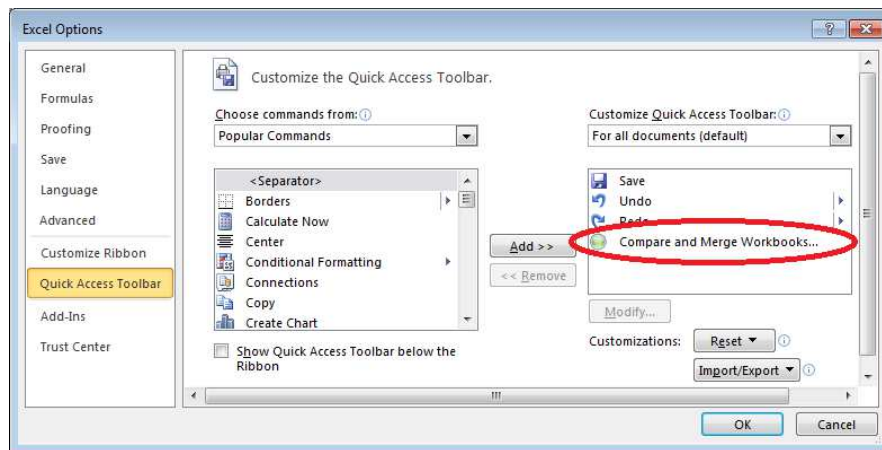 Excel Options
General
Formulas
Proofing
Save
Language
Advanced
Customize Ribbon
Quick Access Toolbar
Add-Ins
Trust Center
Customize the Quick Access Toolbar.
Choose commands from:
Popular Commands
<Separator>
Borders
Calculate Now
Center
Conditional Formatting
Connections
Copy
Create Chart
Show Quick Access Toolbar below the
Ribbon
Add >>
<< Remove
Customize Quick Access Toolbar:
For all documents (default)
Save
Undo
Redo
Compare and Merge Workbooks...
Modify...
Customizations:
Reset
Import/Export
OK
Cancel